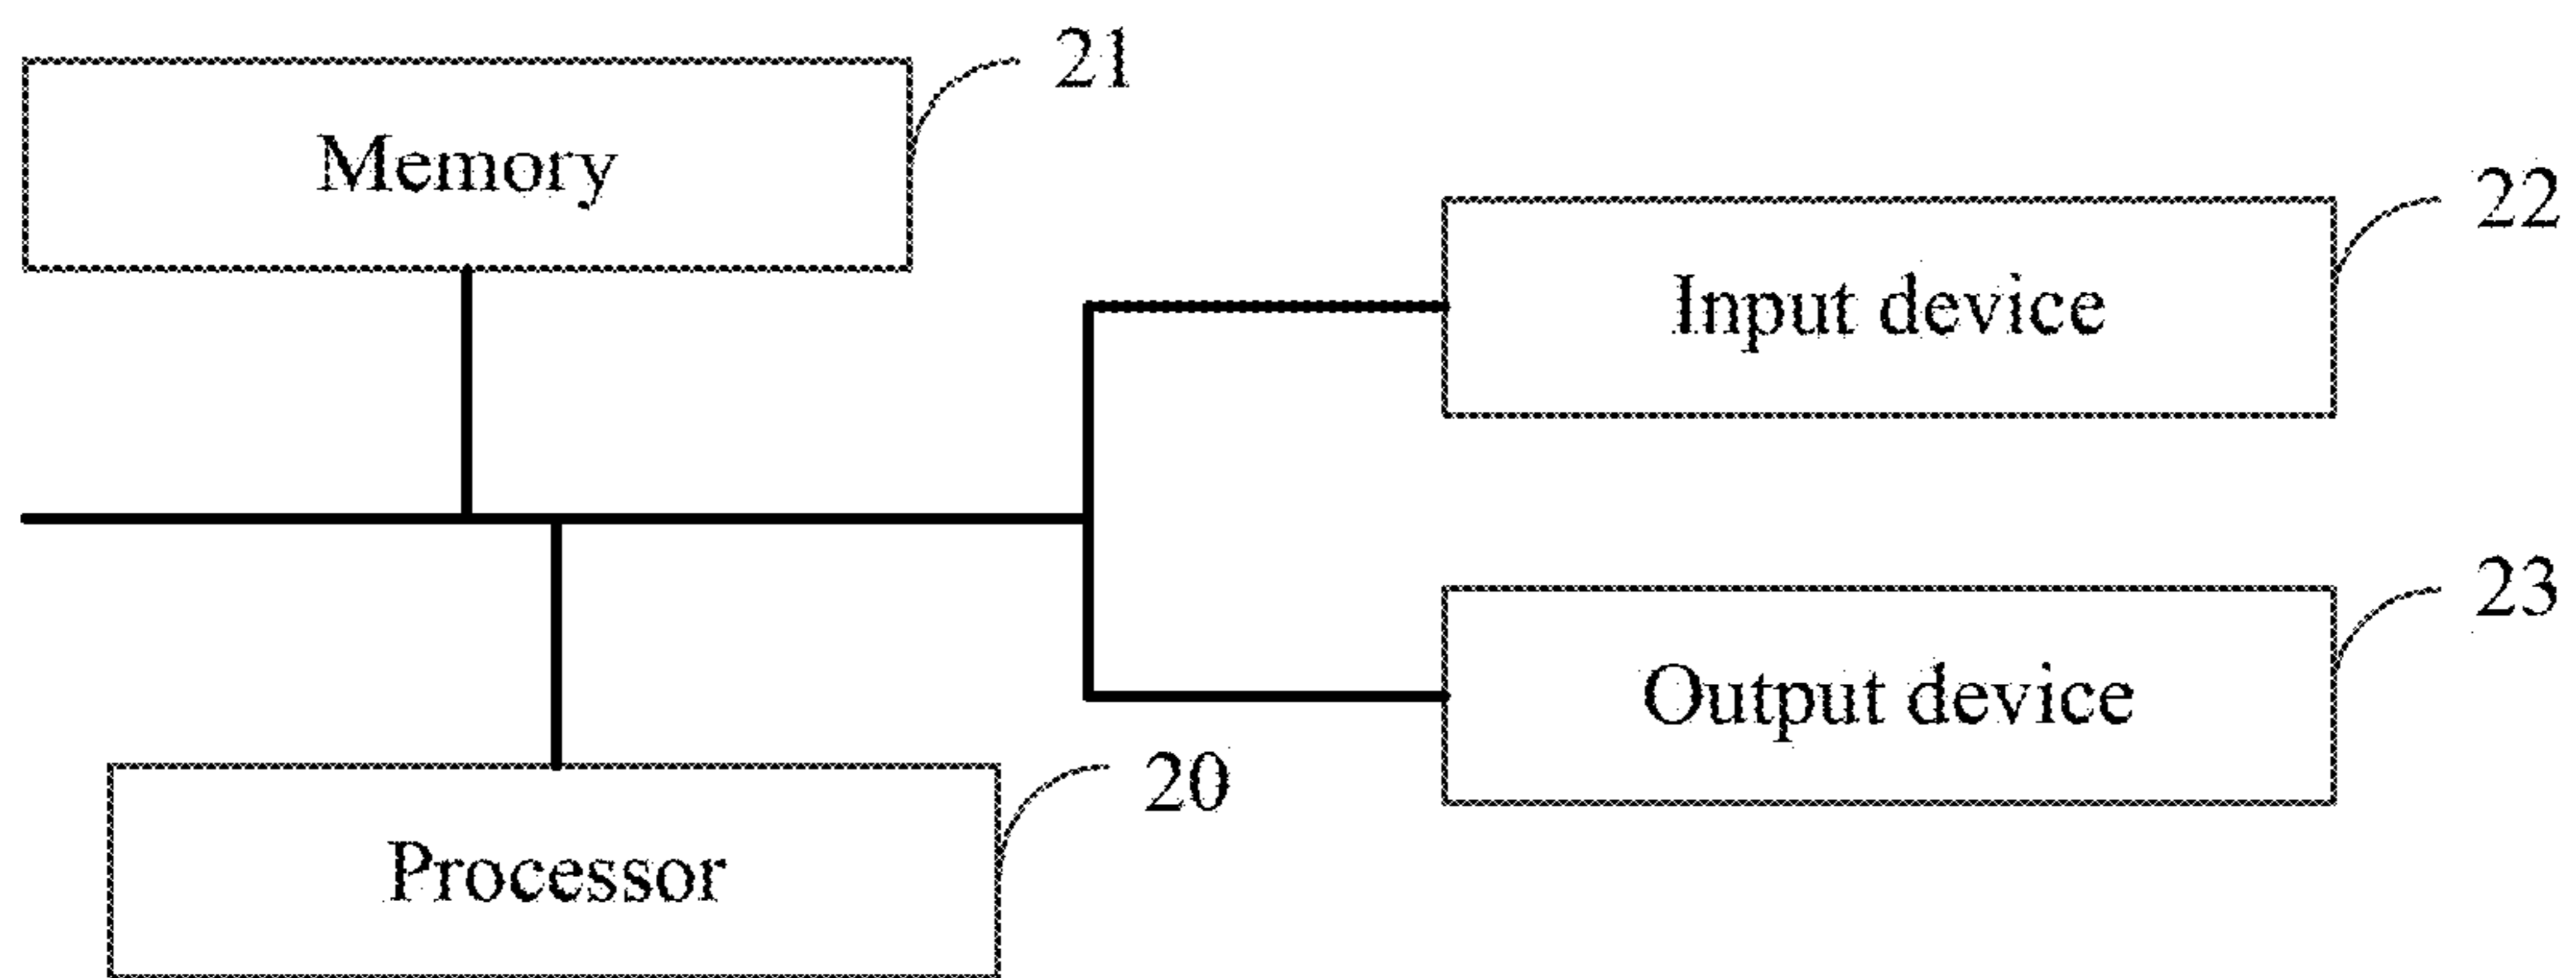 21
Memory
22
Input device
23
Output device
20
Processor